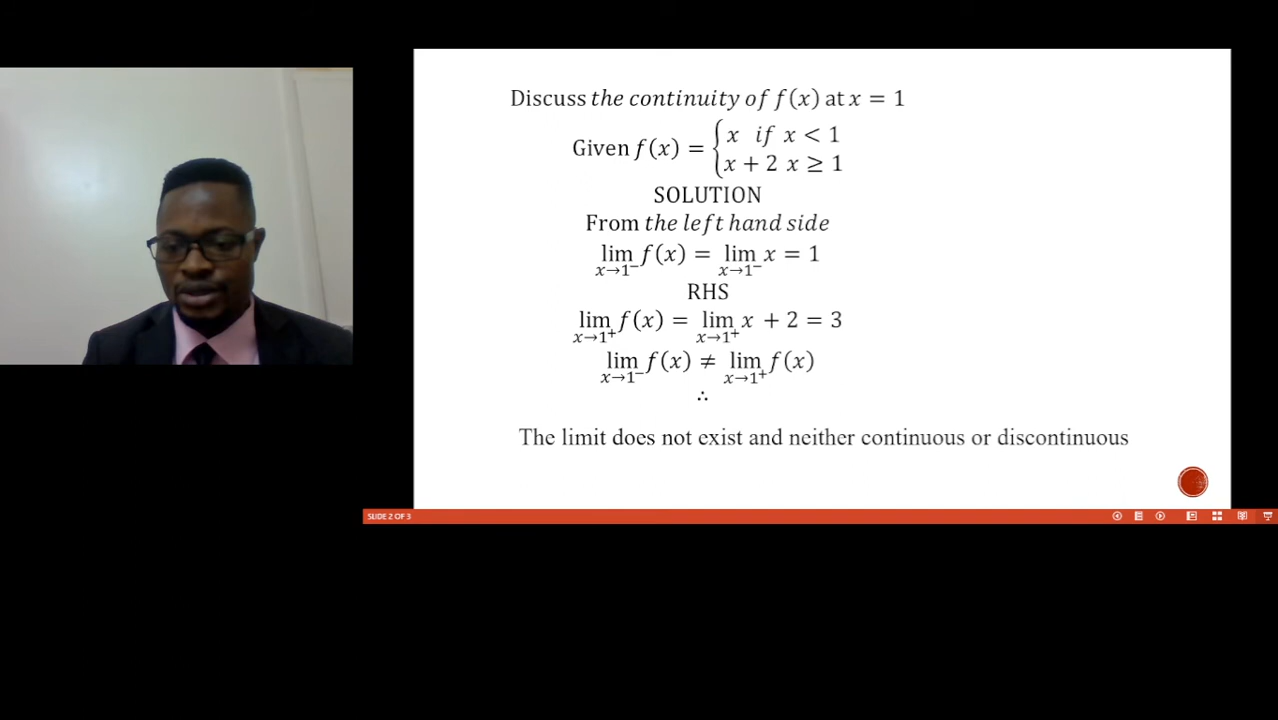 Discuss the continuity of f(x) at x = 1
Given f(x) = { x if x < 1
x + 2 x ≥ 1
SOLUTION
From the left hand side
lim x→1⁻ f(x) = lim x→1⁻ x = 1
RHS
lim x→1⁺ f(x) = lim x→1⁺ x + 2 = 3
lim x→1⁻ f(x) ≠ lim x→1⁺ f(x)
∴
The limit does not exist and neither continuous or discontinuous
SLIDE 2 OF 3